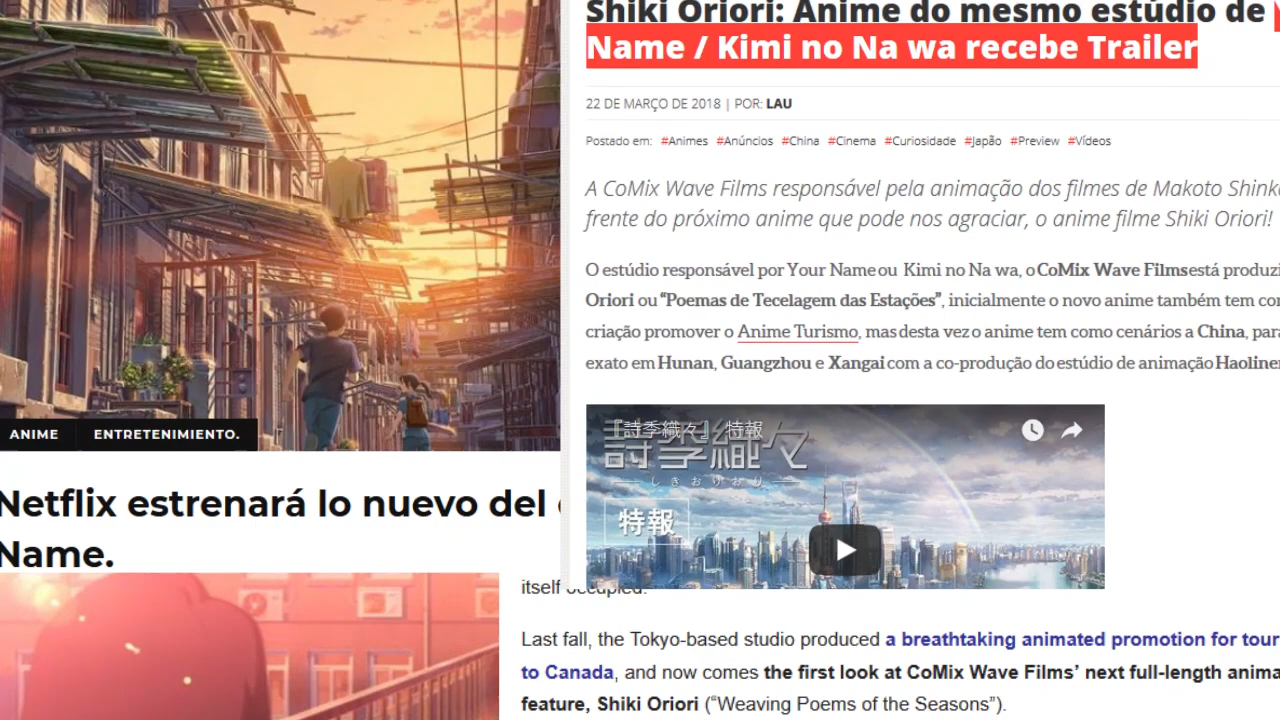 Shiki Oriori: Anime do mesmo estúdio de
Name / Kimi no Na wa recebe Trailer
22 DE MARÇO DE 2018 | POR: LAU
Postado em: #Animes #Anúncios #China #Cinema #Curiosidade #Japão #Preview #Vídeos
A CoMix Wave Films responsável pela animação dos filmes de Makoto Shinka
frente do próximo anime que pode nos agraciar, o anime filme Shiki Oriori!
O estúdio responsável por Your Name ou Kimi no Na wa, o CoMix Wave Films está produzi
Oriori ou “Poemas de Tecelagem das Estações”, inicialmente o novo anime também tem co
criação promover o Anime Turismo, mas desta vez o anime tem como cenários a China, par
exato em Hunan, Guangzhou e Xangai com a co-produção do estúdio de animação Haoline
『詩季織々』 特報
詩季織々
しきおりおり
特報
ANIME ENTRETENIMIENTO.
Netflix estrenará lo nuevo del
Name.
itself occupied.
Last fall, the Tokyo-based studio produced a breathtaking animated promotion for tour
to Canada, and now comes the first look at CoMix Wave Films’ next full-length anima
feature, Shiki Oriori (“Weaving Poems of the Seasons”).